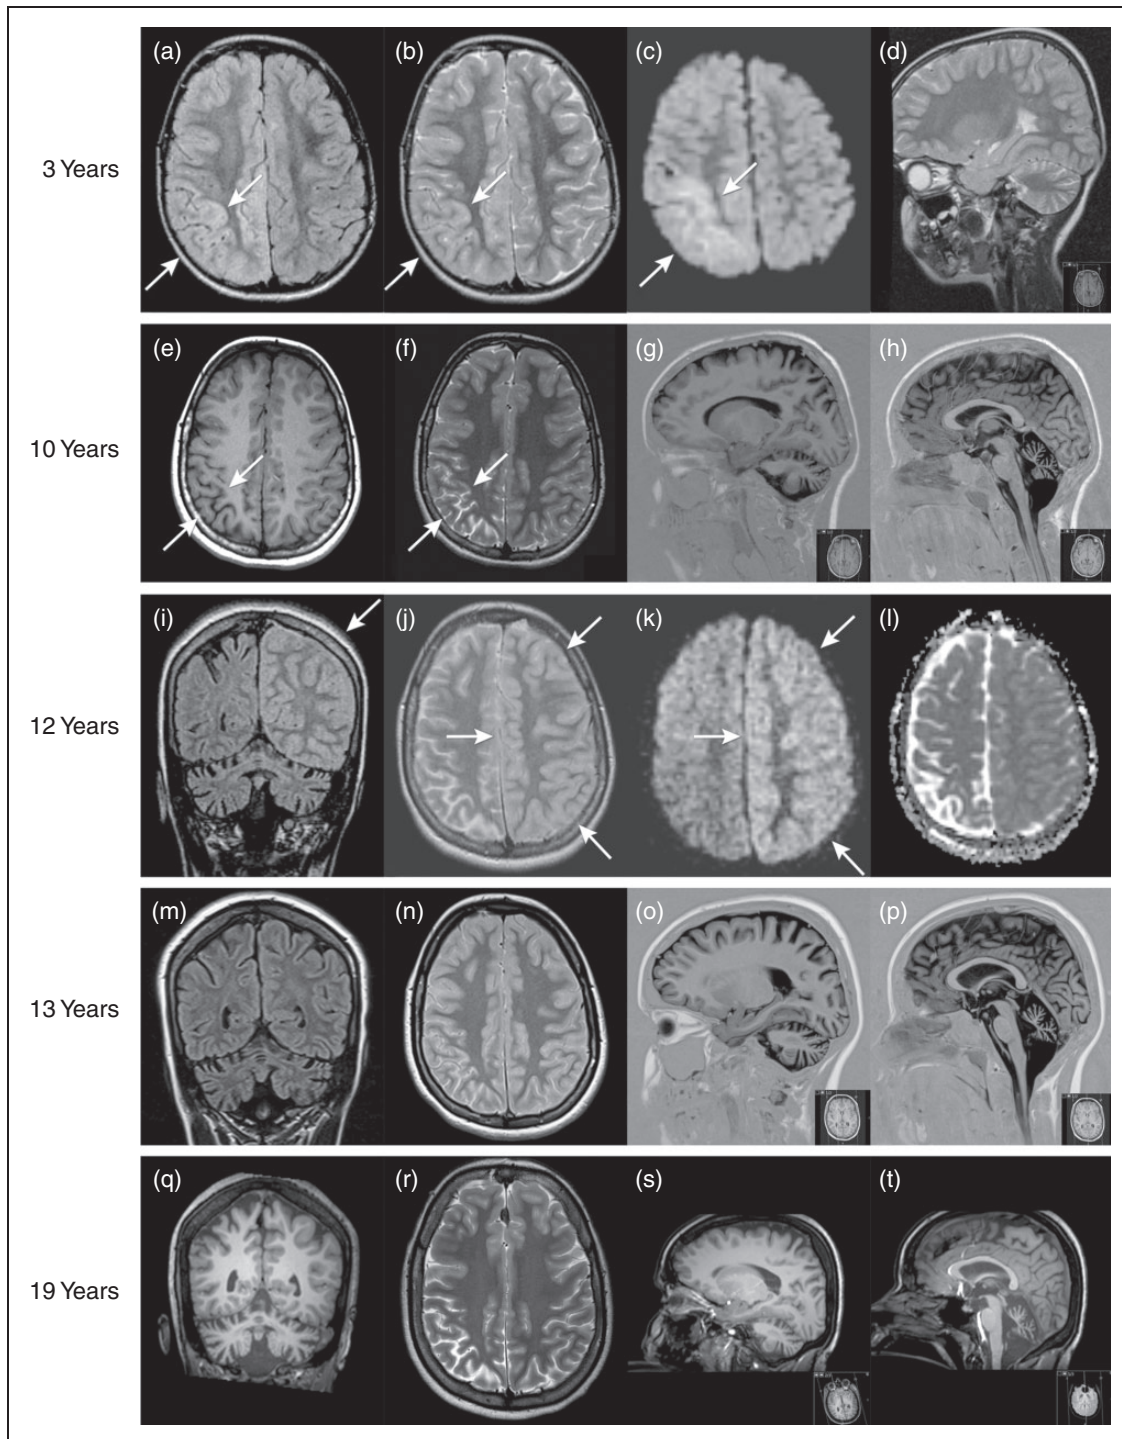 (a) (b) (c) (d)
3 Years
(e) (f) (g) (h)
10 Years
(i) (j) (k) (l)
12 Years
(m) (n) (o) (p)
13 Years
(q) (r) (s) (t)
19 Years